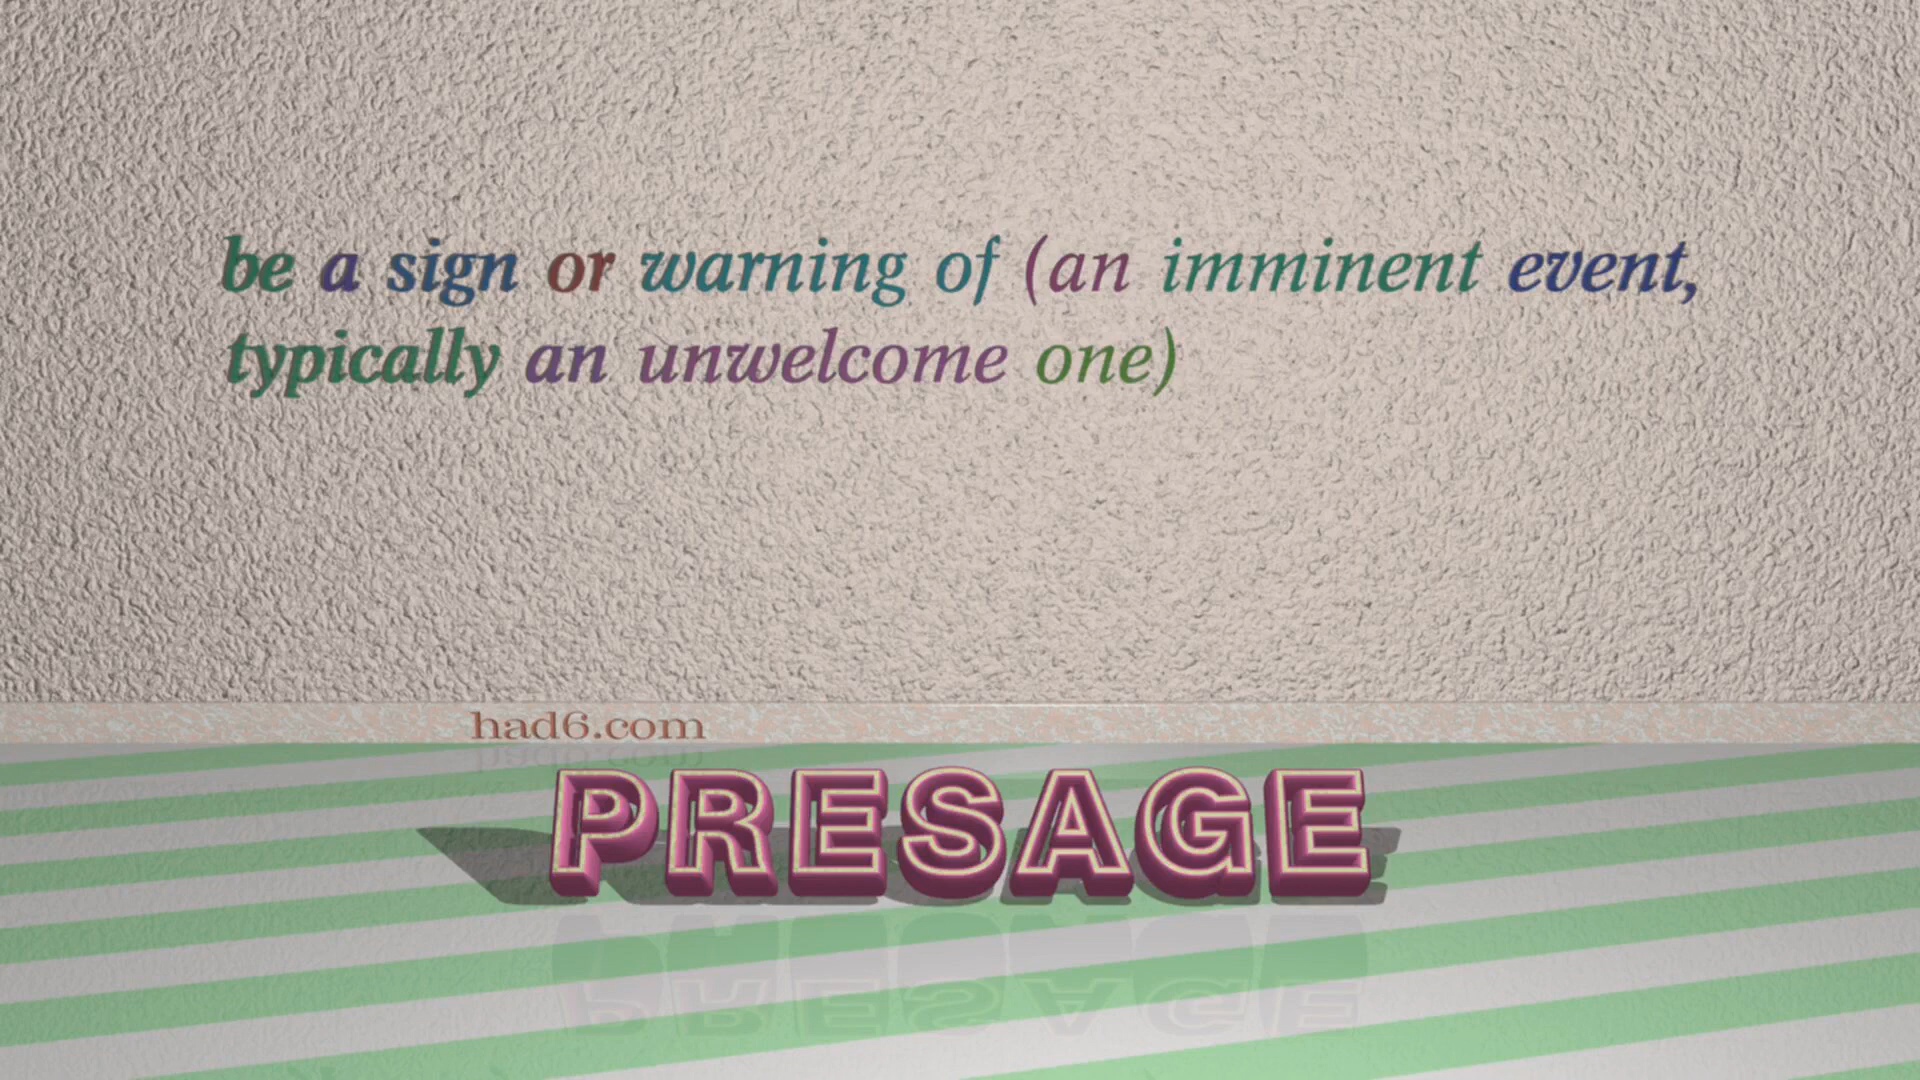 be a sign or warning of (an imminent event,
typically an unwelcome one)
had6.com
PRESAGE